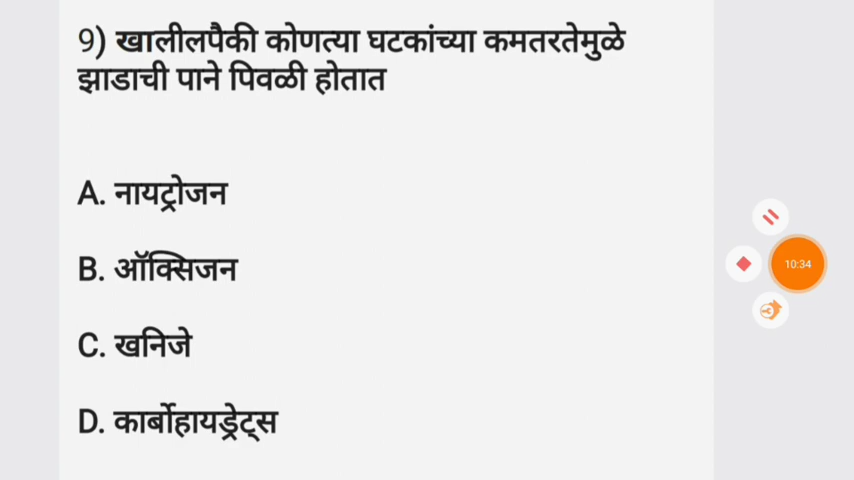 9) खालीलपैकी कोणत्या घटकांच्या कमतरतेमुळे
झाडाची पाने पिवळी होतात
A. नायट्रोजन
B. ऑक्सिजन
C. खनिजे
D. कार्बोहायड्रेट्स
10:34